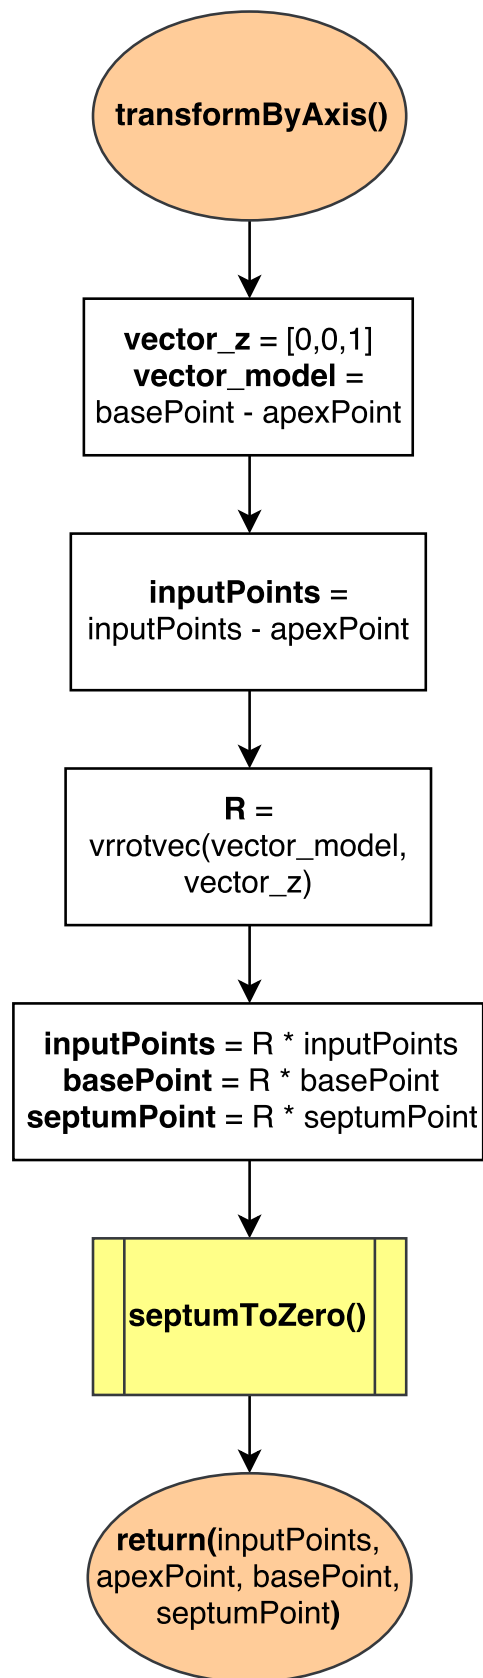 transformByAxis()
vector_z = [0,0,1]
vector_model =
basePoint - apexPoint
inputPoints =
inputPoints - apexPoint
R =
vrrotvec(vector_model,
vector_z)
inputPoints = R * inputPoints
basePoint = R * basePoint
septumPoint = R * septumPoint
septumToZero()
return(inputPoints,
apexPoint, basePoint,
septumPoint)